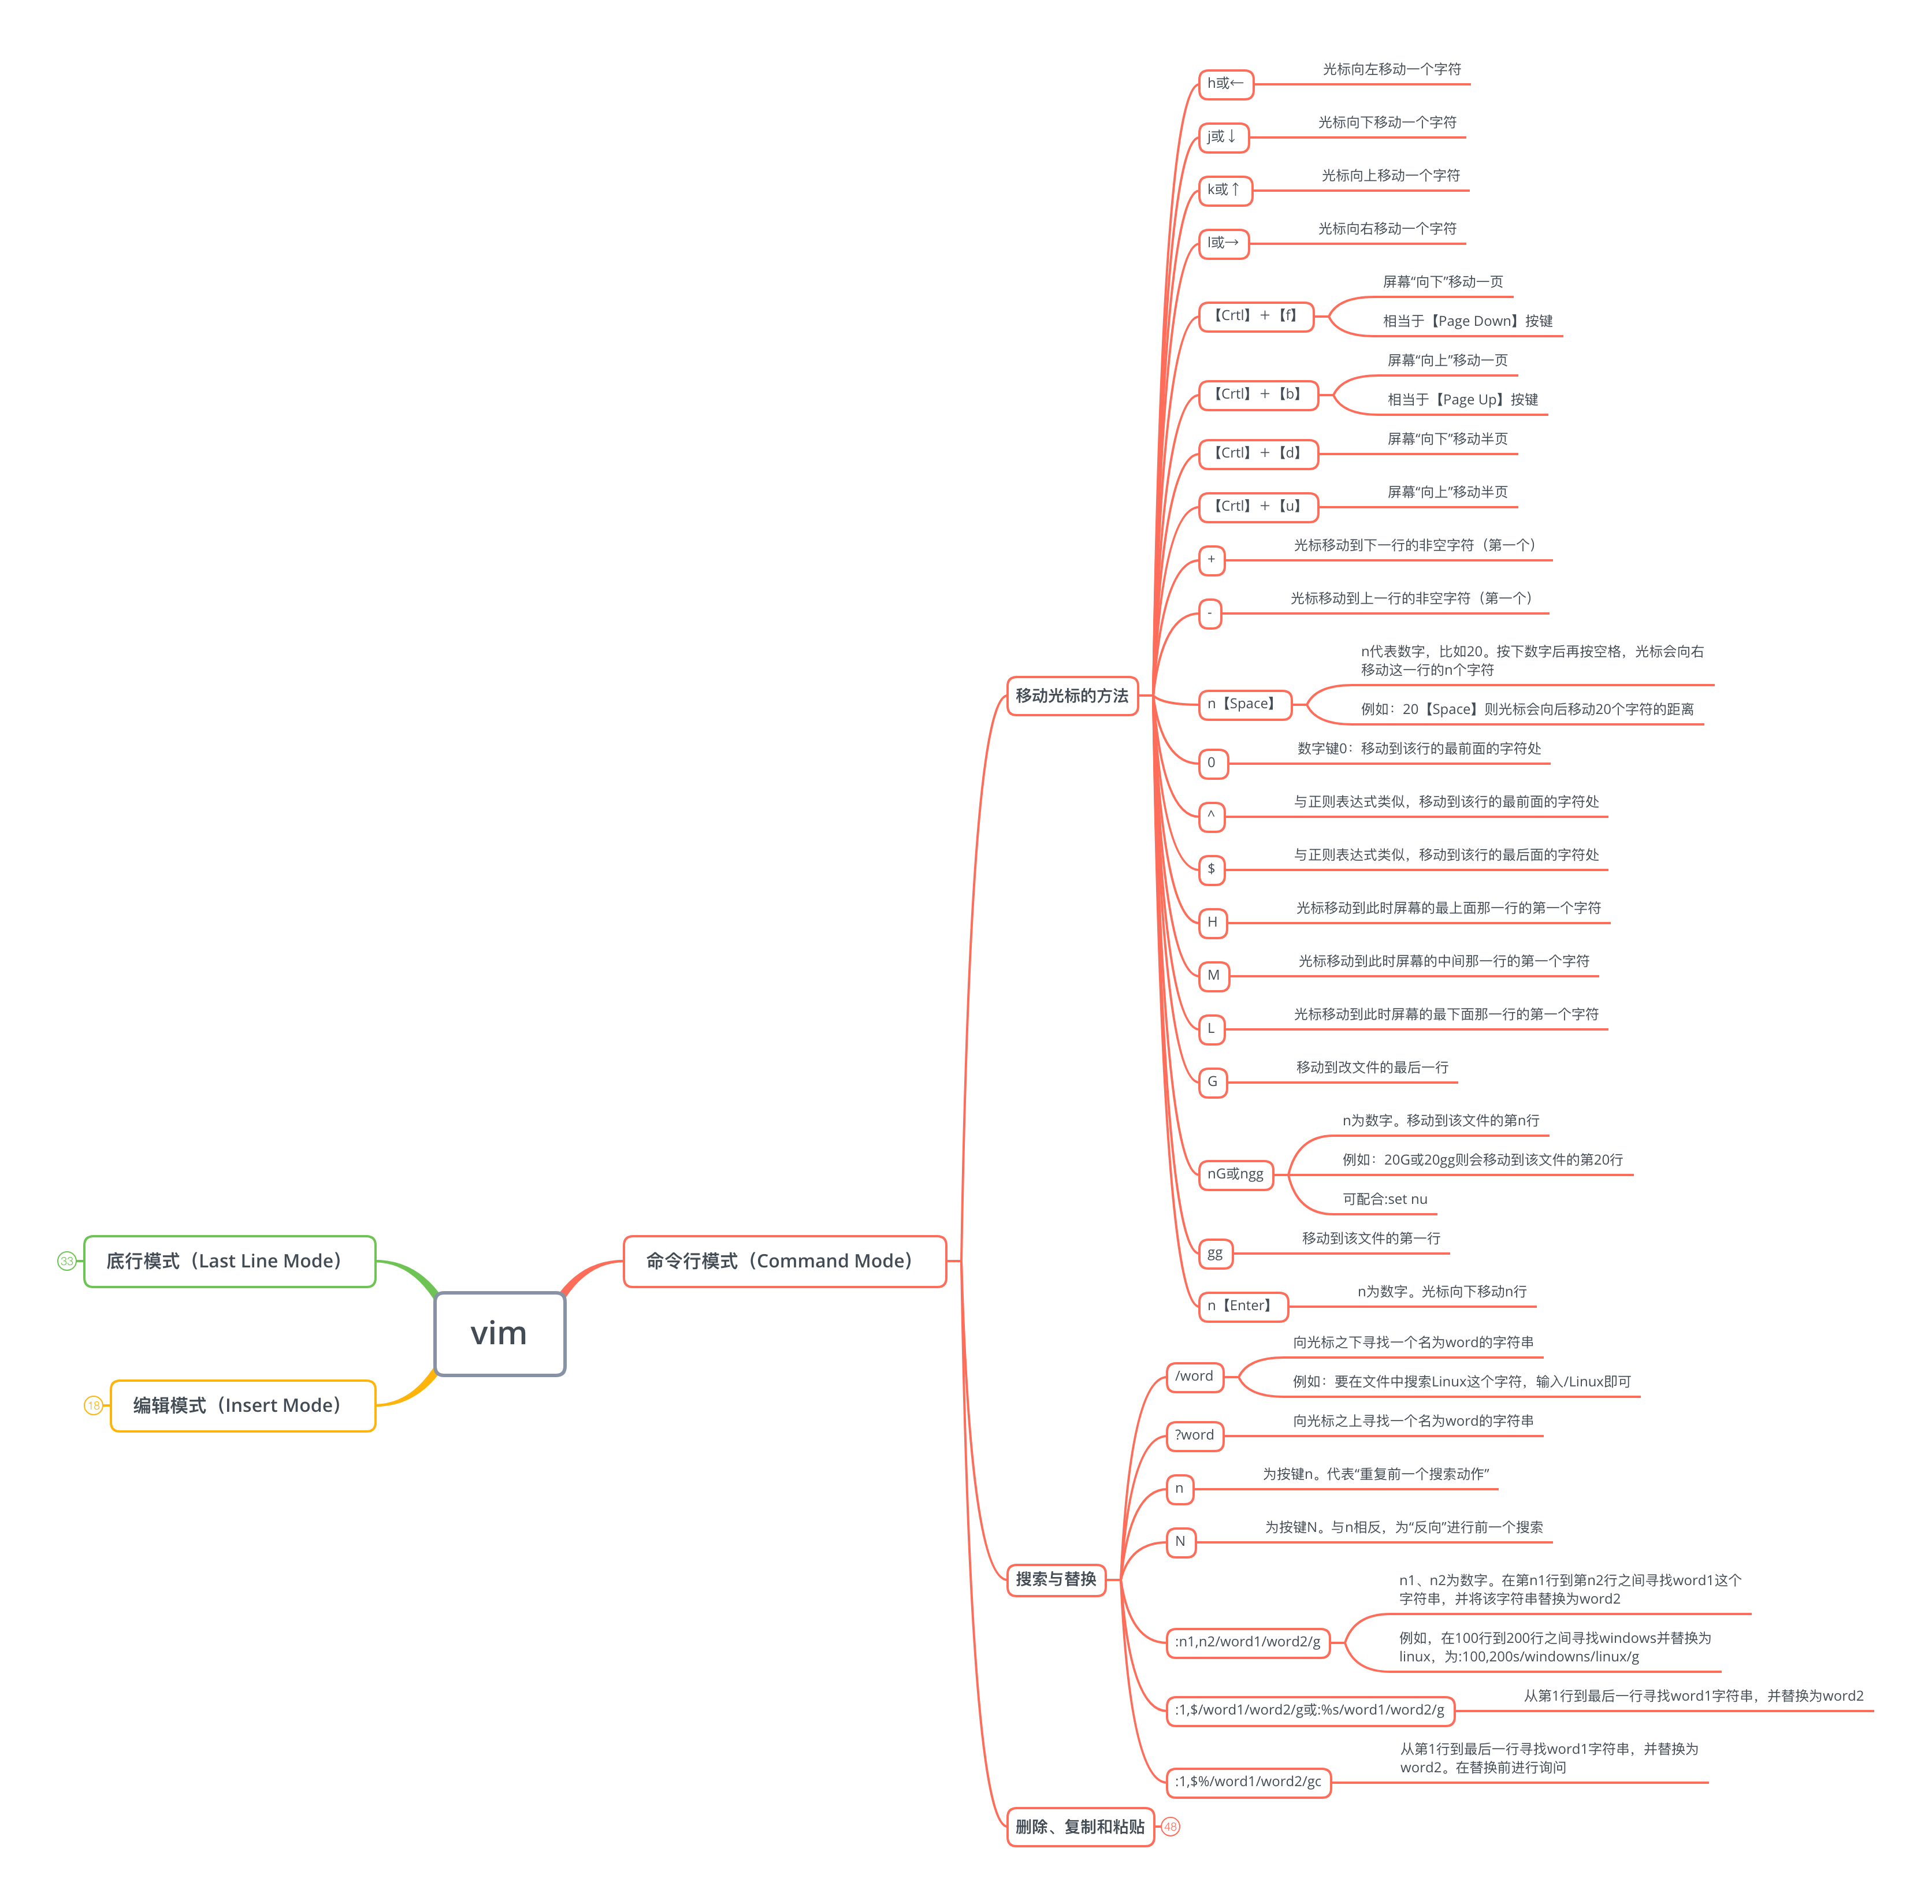 vim
命令行模式（Command Mode）
移动光标的方法
h或←
光标向左移动一个字符
j或↓
光标向下移动一个字符
k或↑
光标向上移动一个字符
l或→
光标向右移动一个字符
【Crtl】＋【f】
屏幕“向下”移动一页
相当于【Page Down】按键
【Crtl】＋【b】
屏幕“向上”移动一页
相当于【Page Up】按键
【Crtl】＋【d】
屏幕“向下”移动半页
【Crtl】＋【u】
屏幕“向上”移动半页
+
光标移动到下一行的非空字符（第一个）
-
光标移动到上一行的非空字符（第一个）
n【Space】
n代表数字，比如20。按下数字后再按空格，光标会向右
移动这一行的n个字符
例如：20【Space】则光标会向后移动20个字符的距离
0
数字键0：移动到该行的最前面的字符处
^
与正则表达式类似，移动到该行的最前面的字符处
$
与正则表达式类似，移动到该行的最后面的字符处
H
光标移动到此时屏幕的最上面那一行的第一个字符
M
光标移动到此时屏幕的中间那一行的第一个字符
L
光标移动到此时屏幕的最下面那一行的第一个字符
G
移动到改文件的最后一行
nG或ngg
n为数字。移动到该文件的第n行
例如：20G或20gg则会移动到该文件的第20行
可配合:set nu
gg
移动到该文件的第一行
n【Enter】
n为数字。光标向下移动n行
搜索与替换
/word
向光标之下寻找一个名为word的字符串
例如：要在文件中搜索Linux这个字符，输入/Linux即可
?word
向光标之上寻找一个名为word的字符串
n
为按键n。代表“重复前一个搜索动作”
N
为按键N。与n相反，为“反向”进行前一个搜索
:n1,n2/word1/word2/g
n1、n2为数字。在第n1行到第n2行之间寻找word1这个
字符串，并将该字符串替换为word2
例如，在100行到200行之间寻找windows并替换为
linux，为:100,200s/windowns/linux/g
:1,$/word1/word2/g或:%s/word1/word2/g
从第1行到最后一行寻找word1字符串，并替换为word2
:1,$%/word1/word2/gc
从第1行到最后一行寻找word1字符串，并替换为
word2。在替换前进行询问
删除、复制和粘贴
48
底行模式（Last Line Mode）
33
编辑模式（Insert Mode）
18